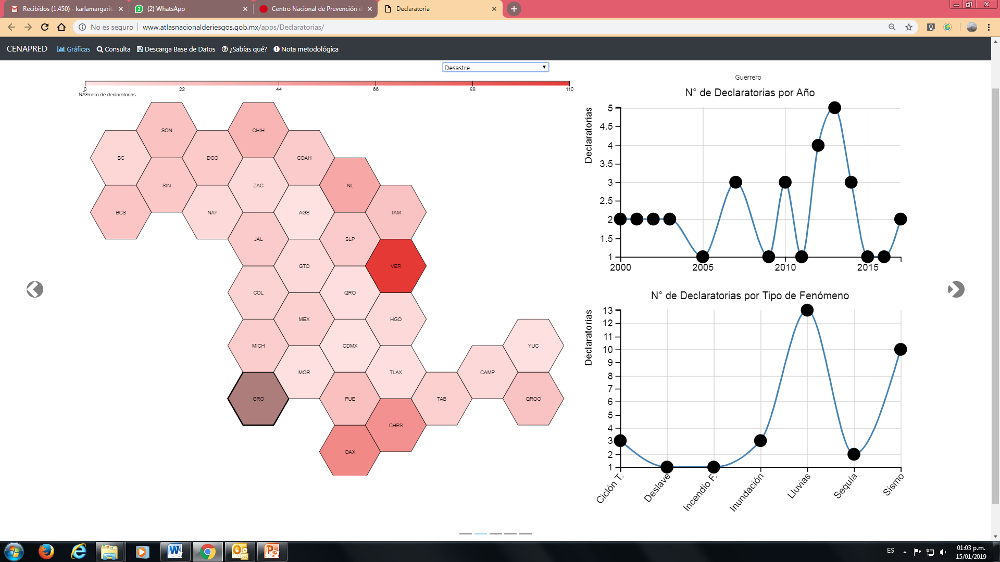 Recibidos (1.450) - karlamargarit
(2) WhatsApp
Centro Nacional de Prevención d
Declaratoria
No es seguro
www.atlasnacionalderiesgos.gob.mx/apps/Declaratorias/
CENAPRED
Gráficas
Consulta
Descarga Base de Datos
¿Sabías qué?
Nota metodológica
Desastre
0 22 44 66 88 110
NÃºmero de declaratorias
SON
CHIH
BC
DGO
COAH
SIN
ZAC
NL
BCS
NAY
AGS
TAM
JAL
SLP
GTO
VER
COL
QRO
MEX
HGO
MICH
CDMX
YUC
MOR
TLAX
CAMP
GRO
PUE
TAB
QROO
CHPS
OAX
Guerrero
N° de Declaratorias por Año
Declaratorias
5
4.5
4
3.5
3
2.5
2
1.5
1
2000 2005 2010 2015
N° de Declaratorias por Tipo de Fenómeno
Declaratorias
13
12
11
10
9
8
7
6
5
4
3
2
1
Ciclón T.
Deslave
Incendio F.
Inundación
Lluvias
Sequía
Sismo
ES
01:03 p.m.
15/01/2019